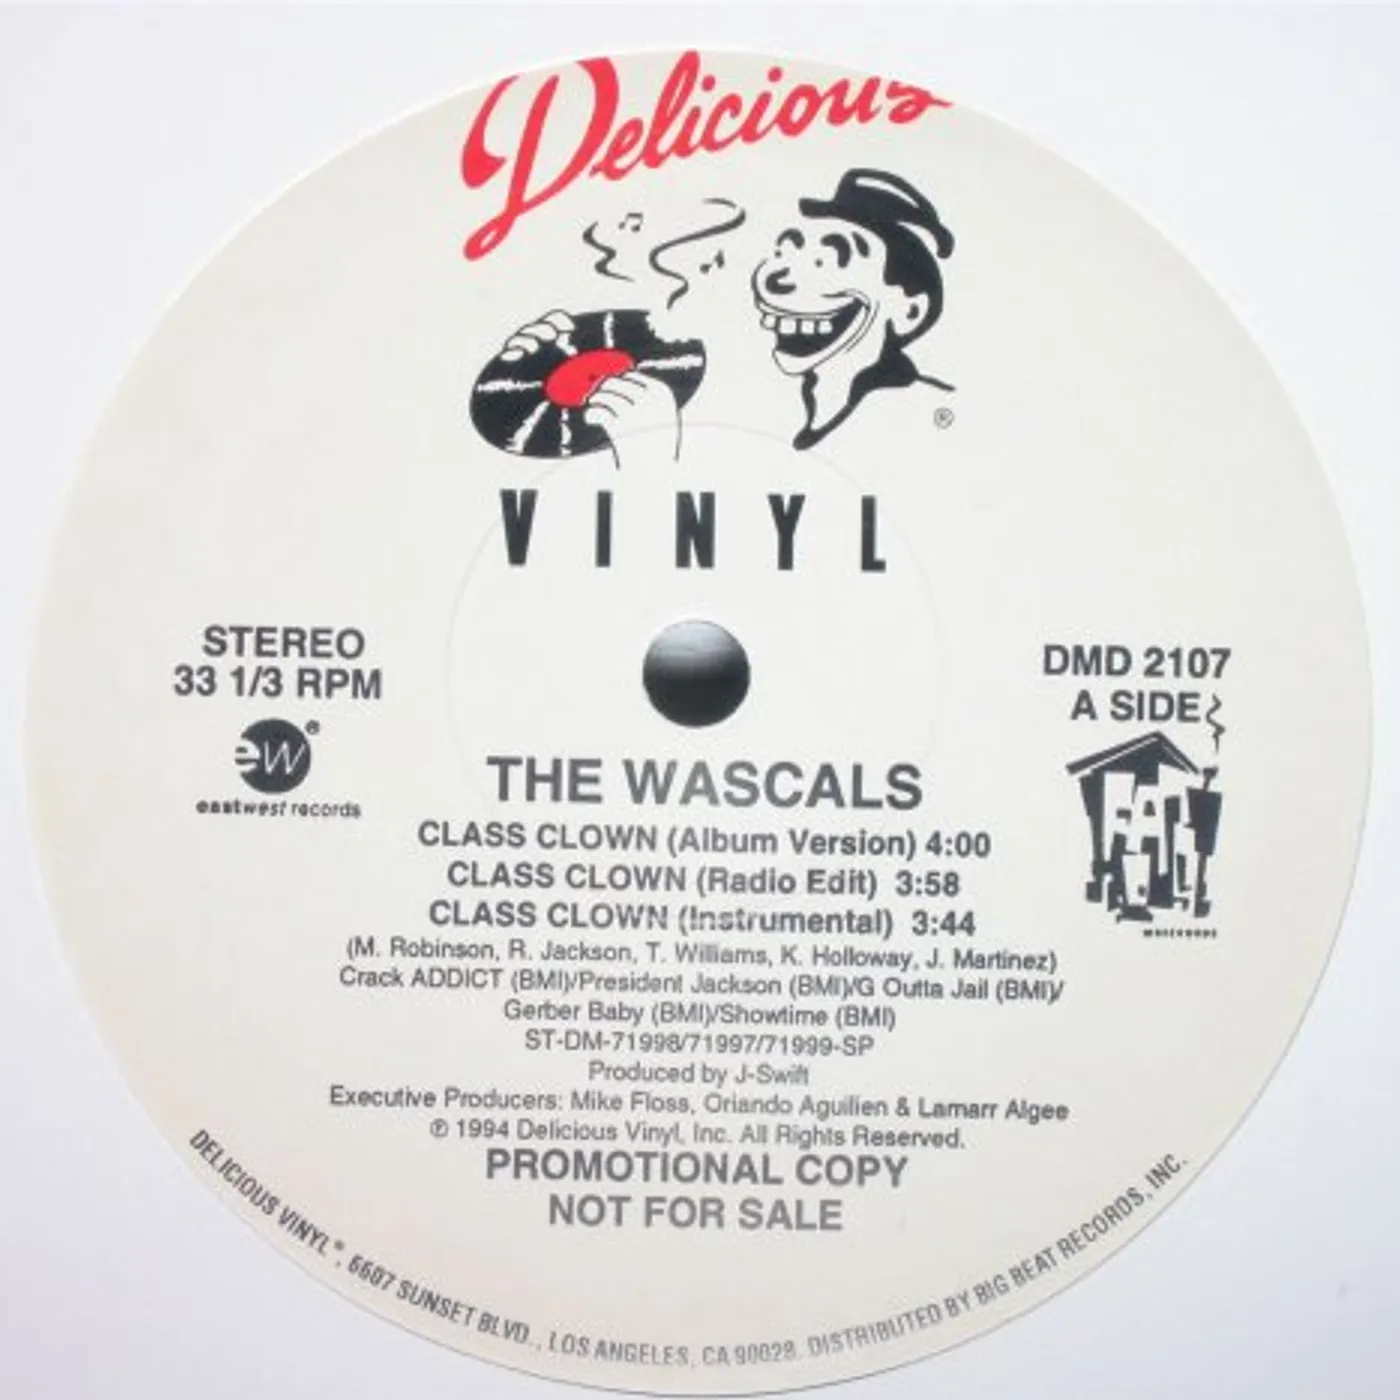 Delicious
®
VINYL
STEREO
33 1/3 RPM
ew®
eastwest records
DMD 2107
A SIDE
FAT HOUSE
THE WASCALS
CLASS CLOWN (Album Version) 4:00
CLASS CLOWN (Radio Edit) 3:58
CLASS CLOWN (Instrumental) 3:44
(M. Robinson, R. Jackson, T. Williams, K. Holloway, J. Martinez)
Crack ADDICT (BMI)/President Jackson (BMI)/G Outta Jail (BMI)/
Gerber Baby (BMI)/Showtime (BMI)
ST-DM-71998/71997/71999-SP
Produced by J-Swift
Executive Producers: Mike Floss, Orlando Aguillen & Lamarr Algee
℗ 1994 Delicious Vinyl, Inc. All Rights Reserved.
PROMOTIONAL COPY
NOT FOR SALE
DELICIOUS VINYL®, 6607 SUNSET BLVD., LOS ANGELES, CA 90028. DISTRIBUTED BY BIG BEAT RECORDS, INC.